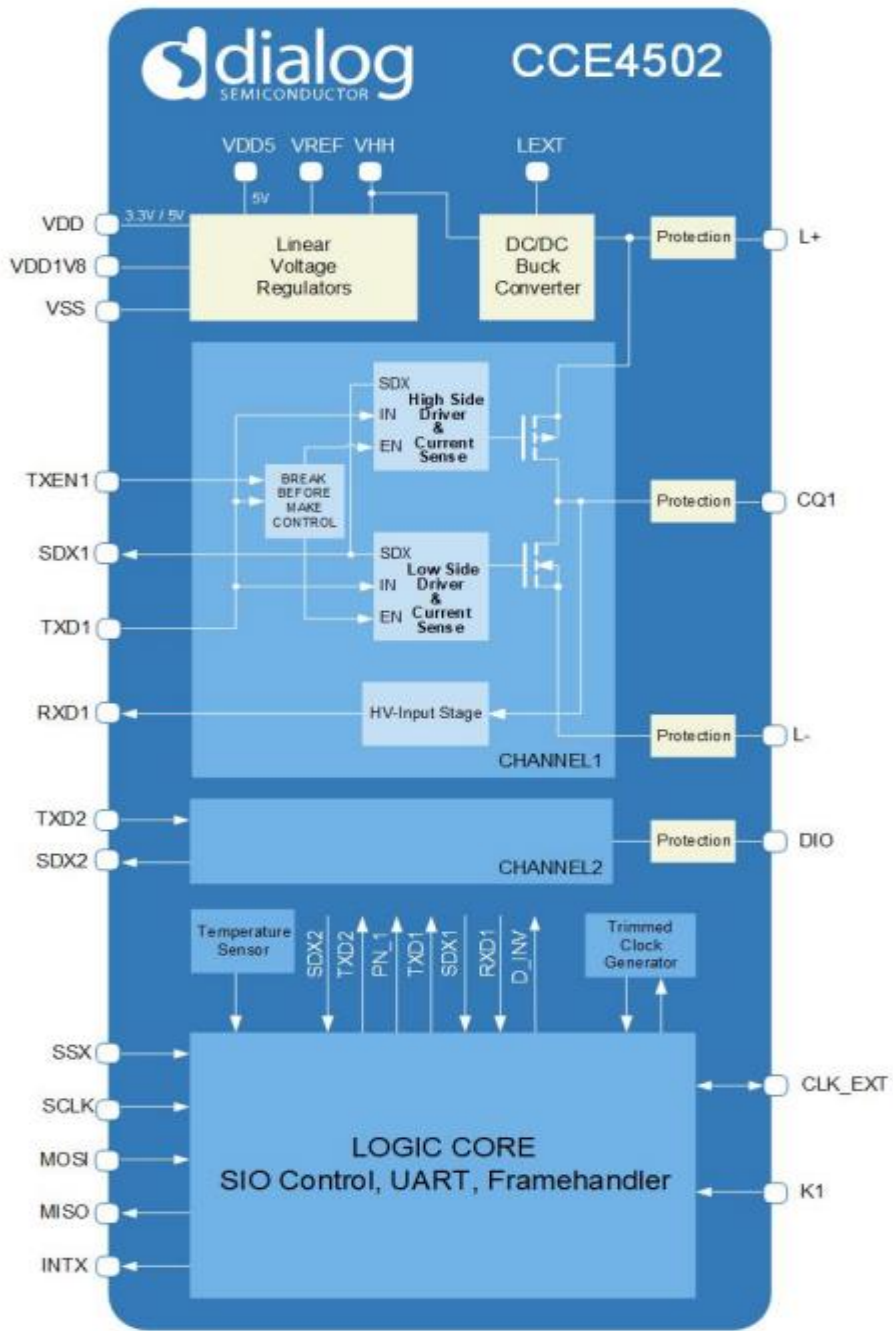 dialog
SEMICONDUCTOR
CCE4502
VDD5 VREF VHH LEXT
5V
VDD
3.3V / 5V
VDD1V8
VSS
Linear
Voltage
Regulators
DC/DC
Buck
Converter
Protection
L+
SDX
IN
EN
High Side
Driver
&
Current
Sense
TXEN1
BREAK
BEFORE
MAKE
CONTROL
Protection
CQ1
SDX1
SDX
IN
EN
Low Side
Driver
&
Current
Sense
TXD1
RXD1
HV-Input Stage
Protection
L-
CHANNEL1
TXD2
SDX2
CHANNEL2
Protection
DIO
Temperature
Sensor
SDX2
TXD2
PN_1
TXD1
SDX1
RXD1
D_INV
Trimmed
Clock
Generator
SSX
SCLK
MOSI
MISO
INTX
LOGIC CORE
SIO Control, UART, Framehandler
CLK_EXT
K1